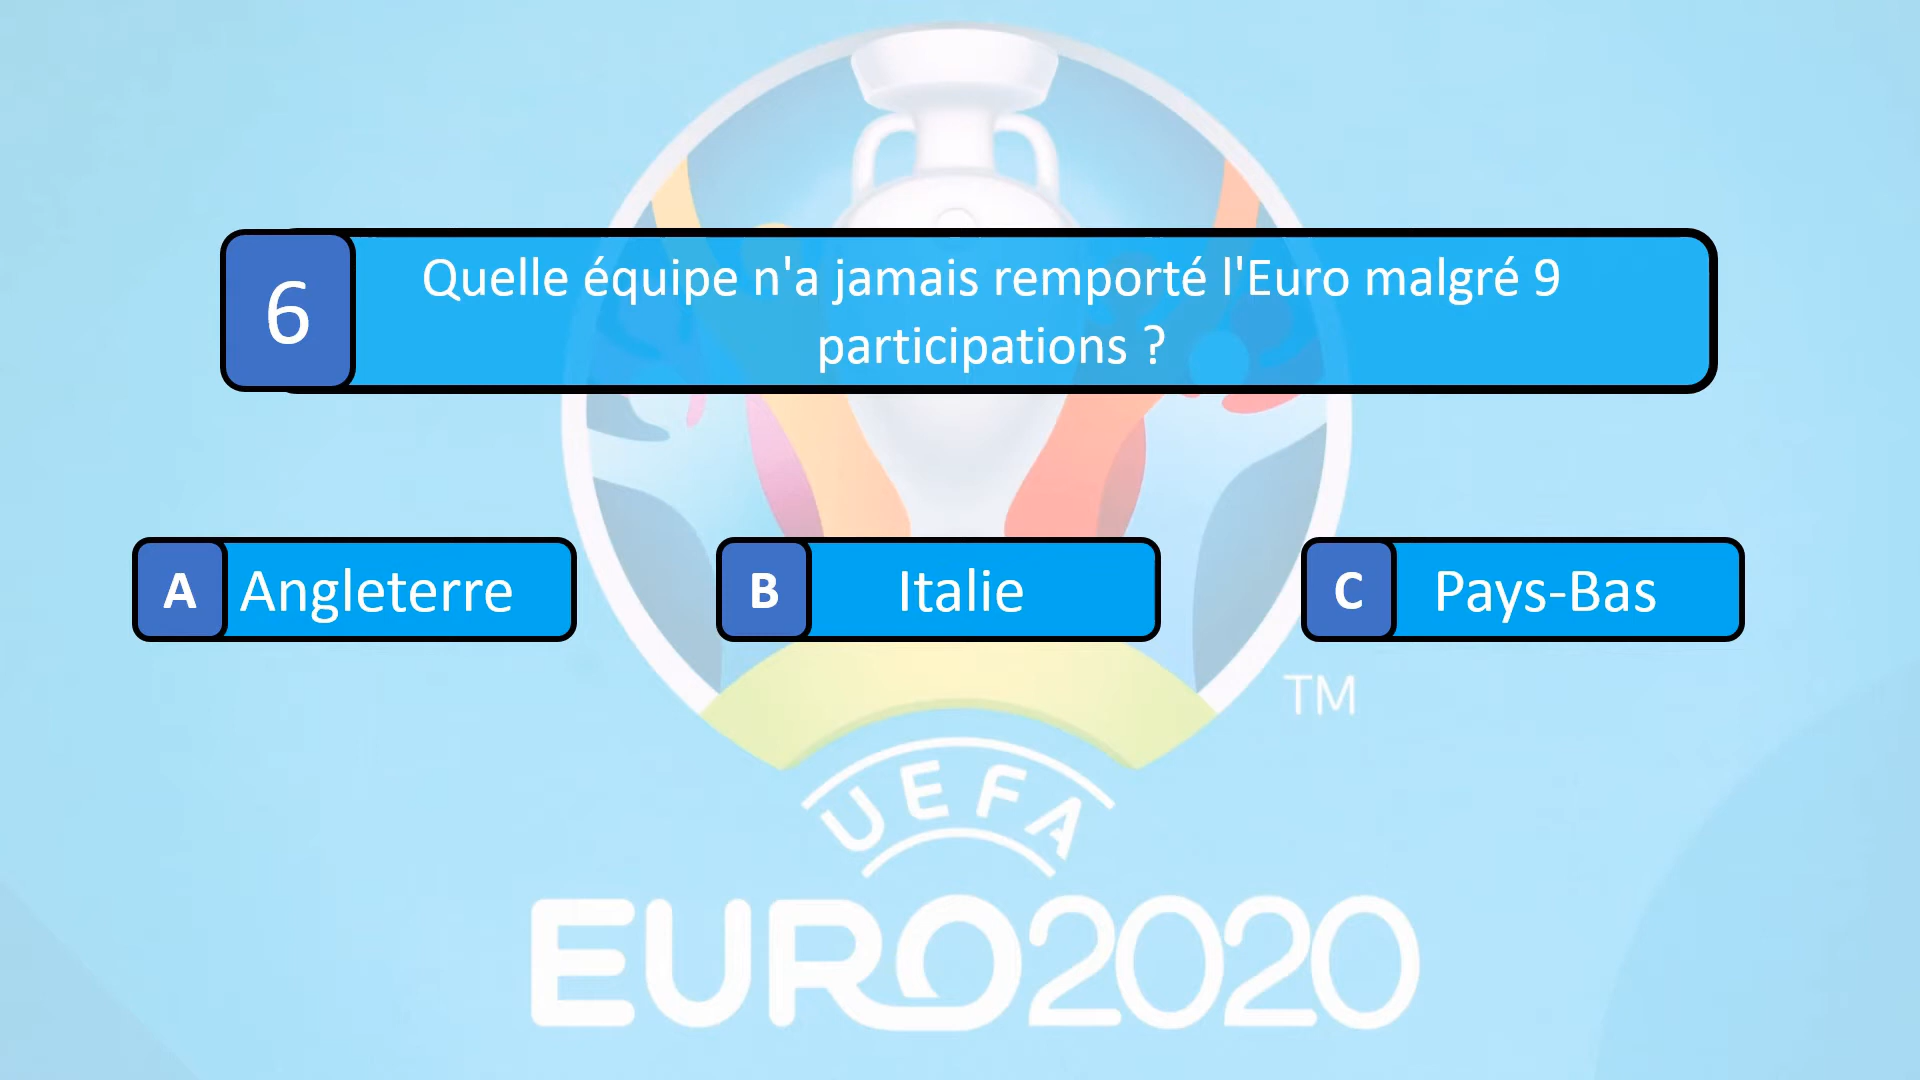 6
Quelle équipe n'a jamais remporté l'Euro malgré 9
participations ?
A Angleterre
B Italie
C Pays-Bas
TM
UEFA
EURO2020